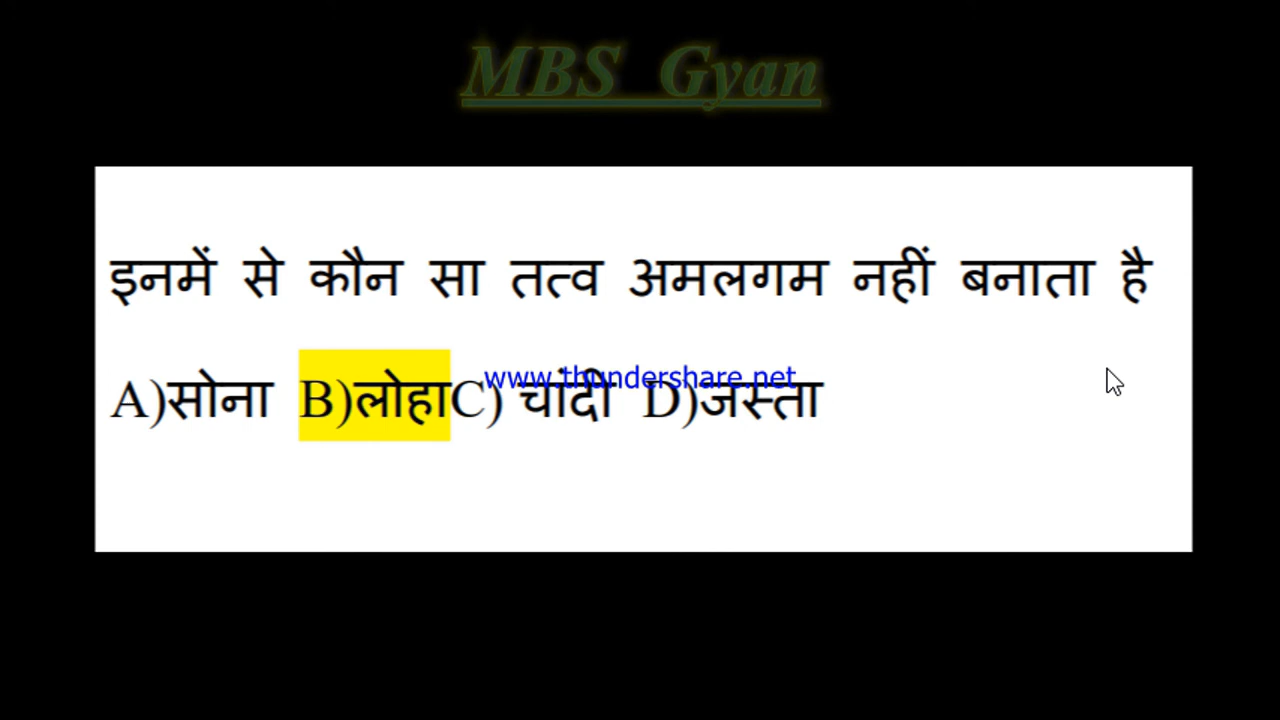 MBS Gyan
इनमें से कौन सा तत्व अमलगम नहीं बनाता है
www.thundershare.net
A)सोना B)लोहाC) चांदी D)जस्ता